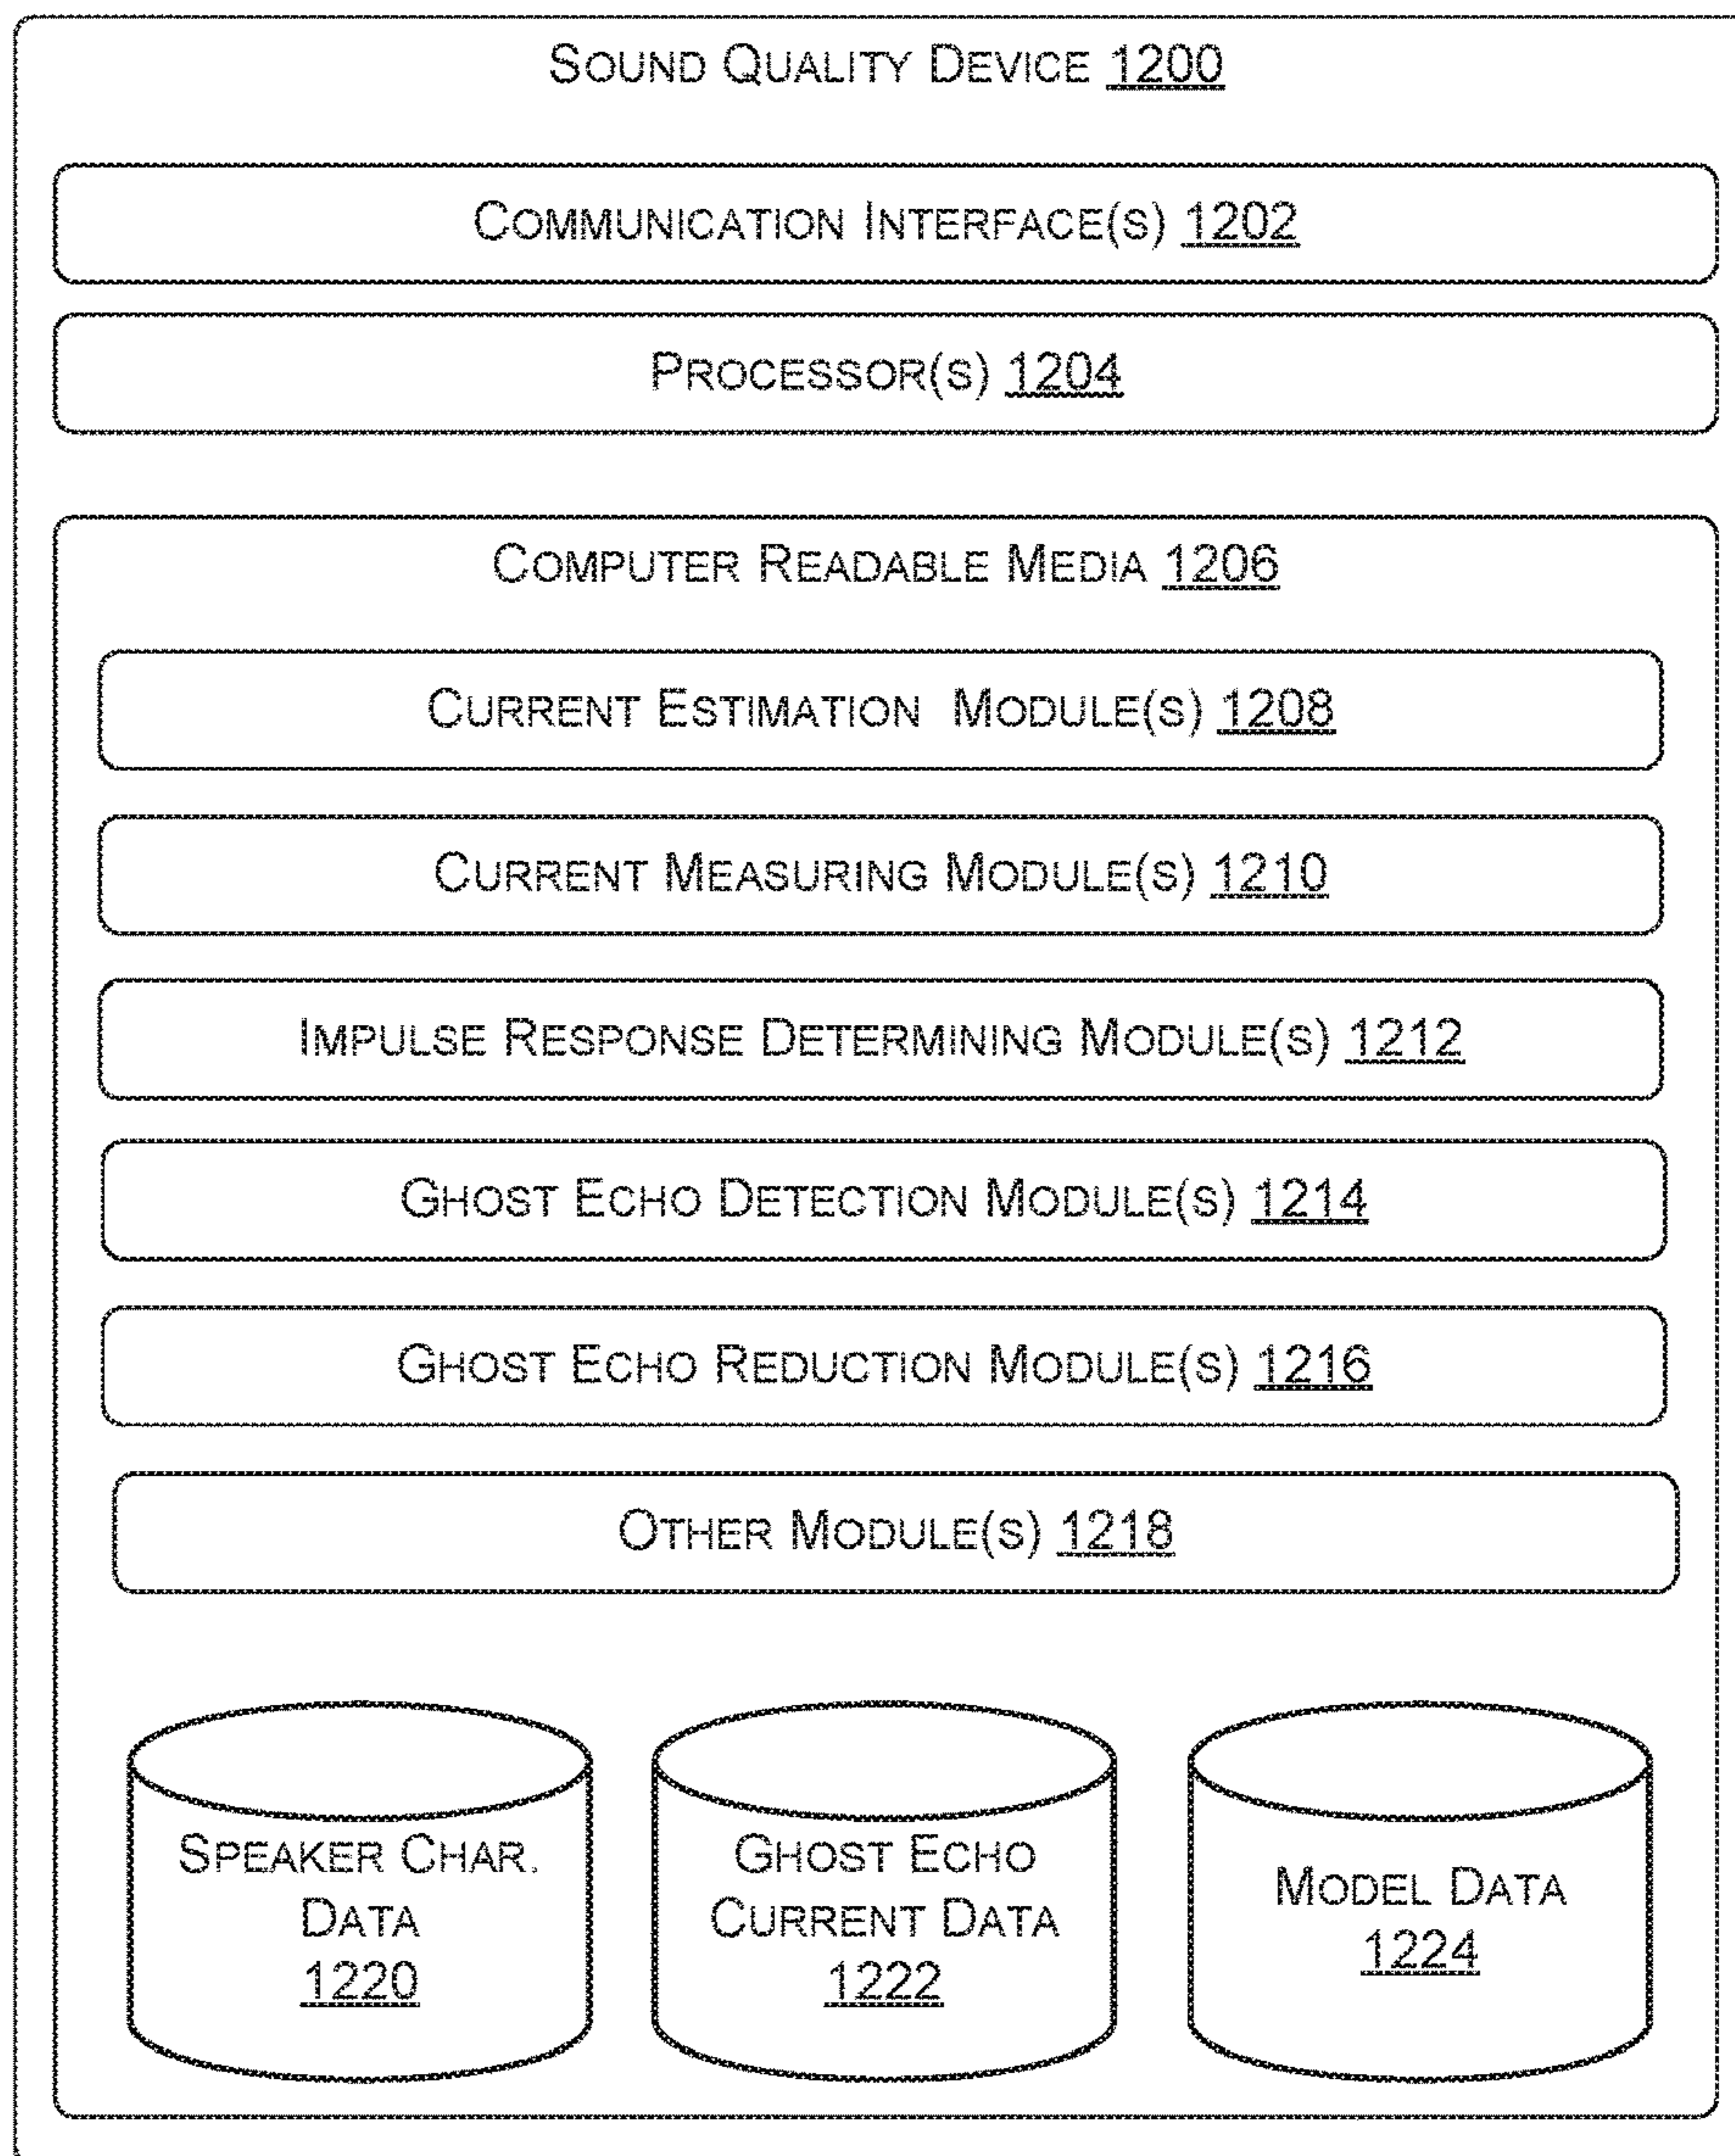 SOUND QUALITY DEVICE 1200
COMMUNICATION INTERFACE(S) 1202
PROCESSOR(S) 1204
COMPUTER READABLE MEDIA 1206
CURRENT ESTIMATION MODULE(S) 1208
CURRENT MEASURING MODULE(S) 1210
IMPULSE RESPONSE DETERMINING MODULE(S) 1212
GHOST ECHO DETECTION MODULE(S) 1214
GHOST ECHO REDUCTION MODULE(S) 1216
OTHER MODULE(S) 1218
SPEAKER CHAR.
DATA
1220
GHOST ECHO
CURRENT DATA
1222
MODEL DATA
1224